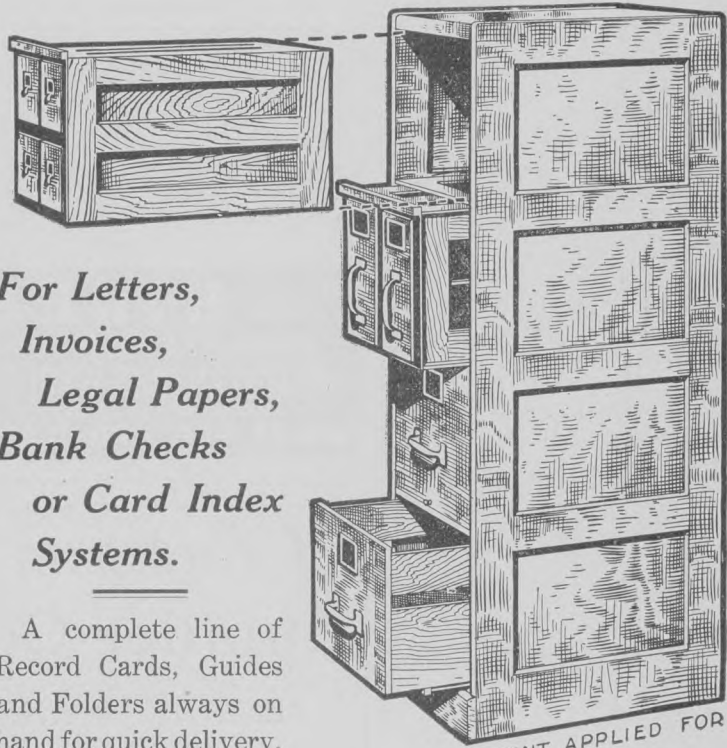 For Letters,
Invoices,
Legal Papers,
Bank Checks
or Card Index
Systems.
A complete line of
Record Cards, Guides
and Folders always on
hand for quick delivery.
APPLIED FOR